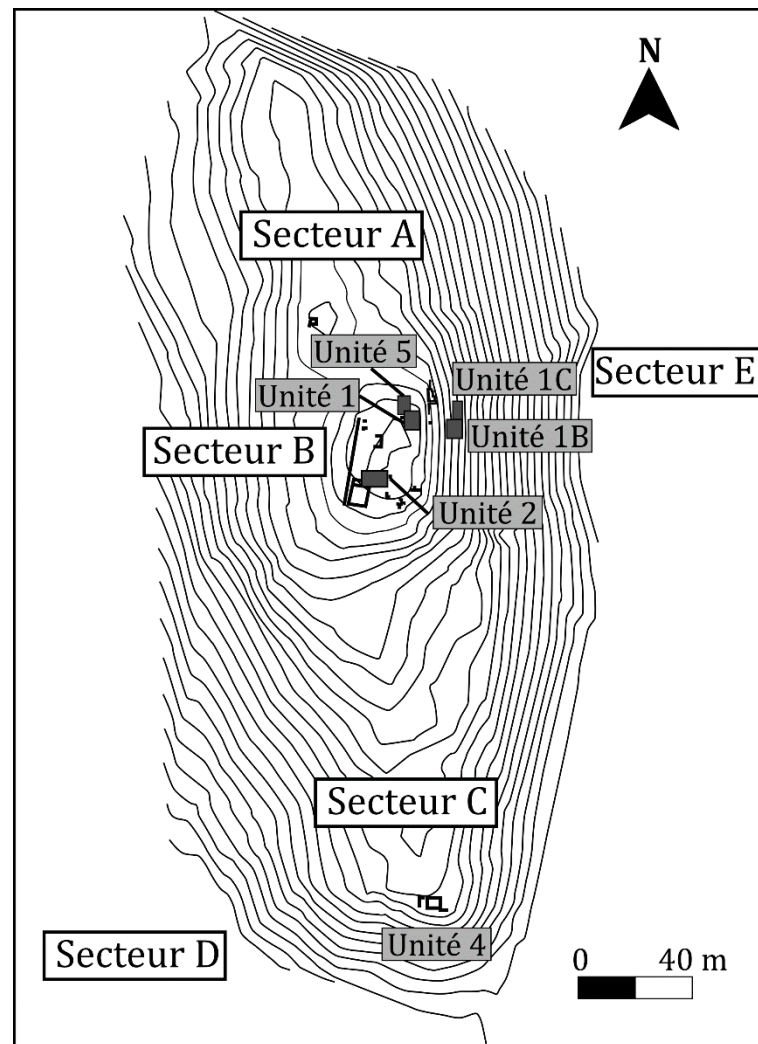 N
Secteur A
Unité 5
Secteur E
Unité 1C
Unité 1
Secteur B
Unité 1B
Unité 2
Secteur C
Unité 4
Secteur D
0 40 m